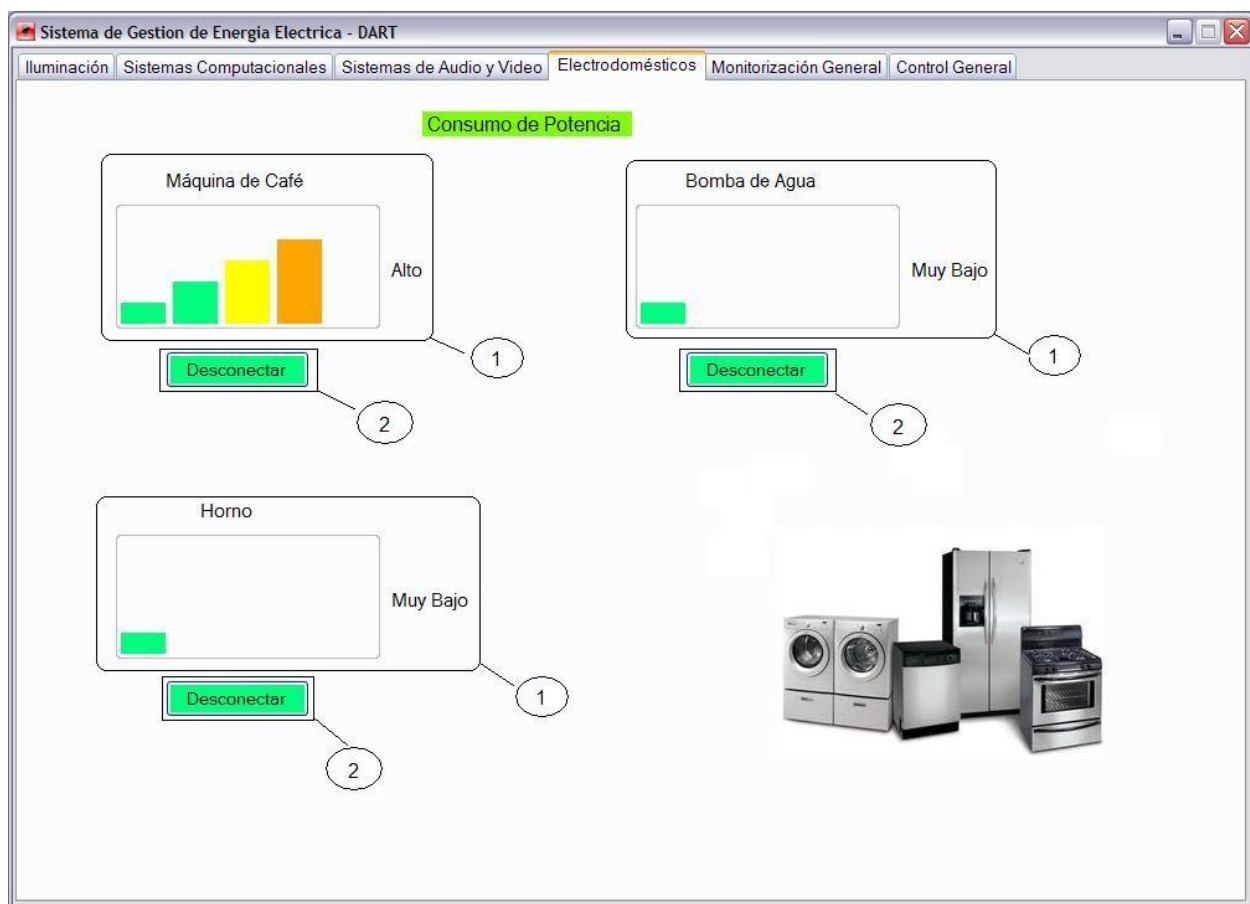 Sistema de Gestion de Energia Electrica - DART
Iluminación Sistemas Computacionales Sistemas de Audio y Video Electrodomésticos Monitorización General Control General
Consumo de Potencia
Máquina de Café
Alto
1
Desconectar
2
Bomba de Agua
Muy Bajo
1
Desconectar
2
Horno
Muy Bajo
1
Desconectar
2